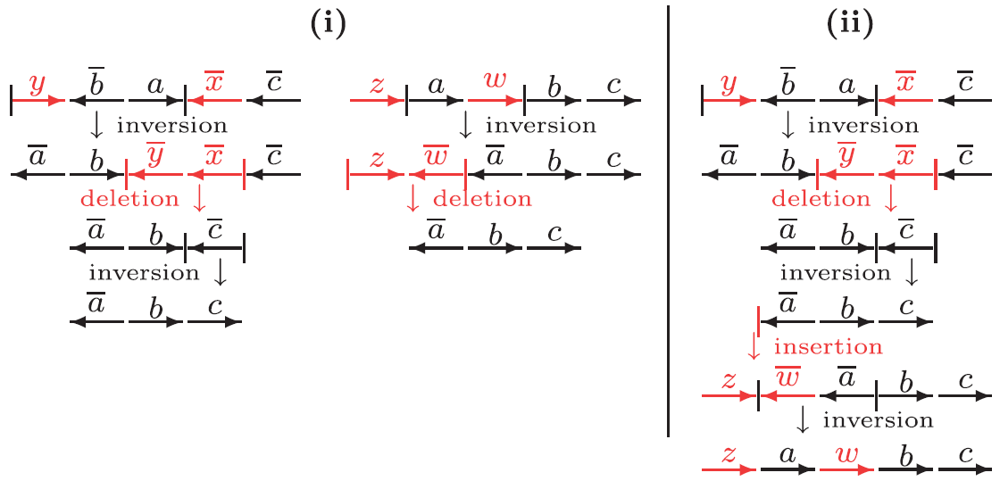 (i) (ii)
y b̅ a x̅ c̅ z a w b c y b̅ a x̅ c̅
inversion inversion inversion
a̅ b y̅ x̅ c̅ z w̅ a̅ b c a̅ b y̅ x̅ c̅
deletion deletion deletion
a̅ b c̅ a̅ b c a̅ b c̅
inversion inversion
a̅ b c a̅ b c
insertion
z w̅ a̅ b c
inversion
z a w b c